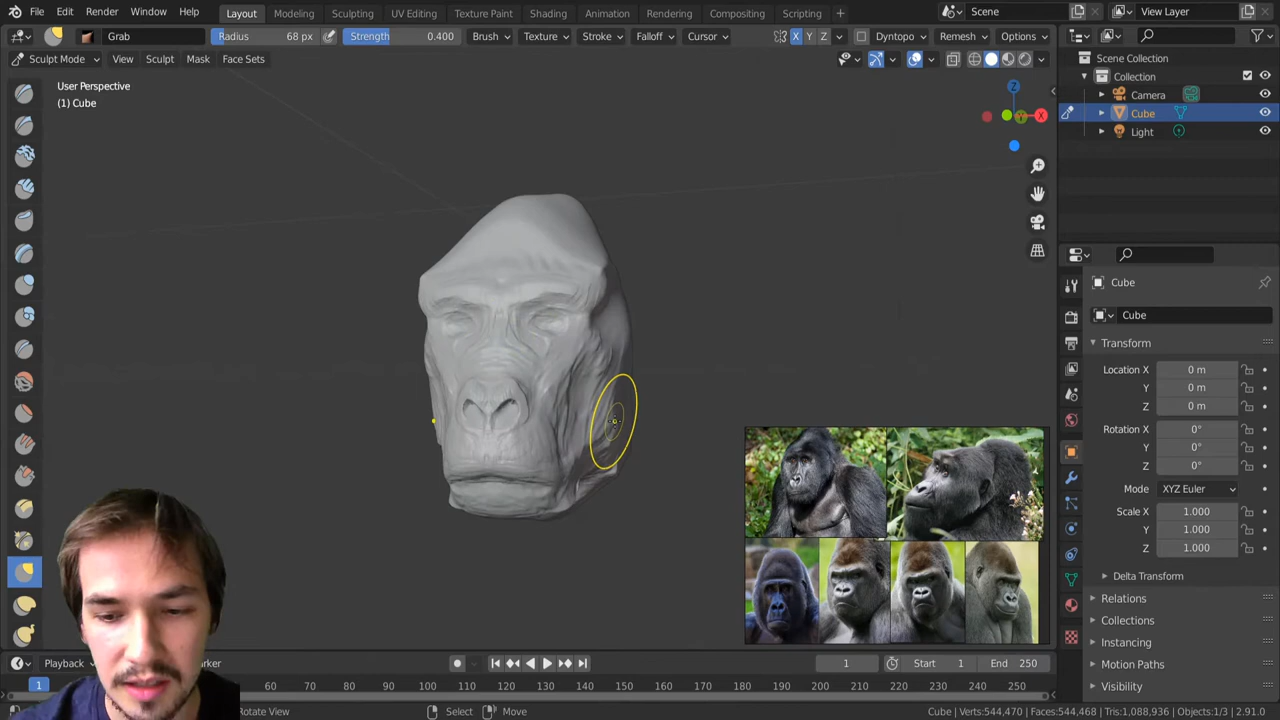 File Edit Render Window Help Layout Modeling Sculpting UV Editing Texture Paint Shading Animation Rendering Compositing Scripting Scene View Layer
Grab Radius 68 px Strength 0.400 Brush Texture Stroke Falloff Cursor X Y Z Dyntopo Remesh Options
Sculpt Mode View Sculpt Mask Face Sets
User Perspective
(1) Cube
Z
X
Scene Collection
Collection
Camera
Cube
Light
Cube
Cube
Transform
Location X 0 m
Y 0 m
Z 0 m
Rotation X 0°
Y 0°
Z 0°
Mode XYZ Euler
Scale X 1.000
Y 1.000
Z 1.000
Delta Transform
Relations
Collections
Instancing
Motion Paths
Visibility
Playback Marker 1 Start 1 End 250
1 60 70 80 90 100 110 120 130 140 150 160 170 180 190 200 210 220 230 240 250
Rotate View Select Move Cube | Verts:544,470 | Faces:544,468 | Tris:1,088,936 | Objects:1/3 | 2.91.0